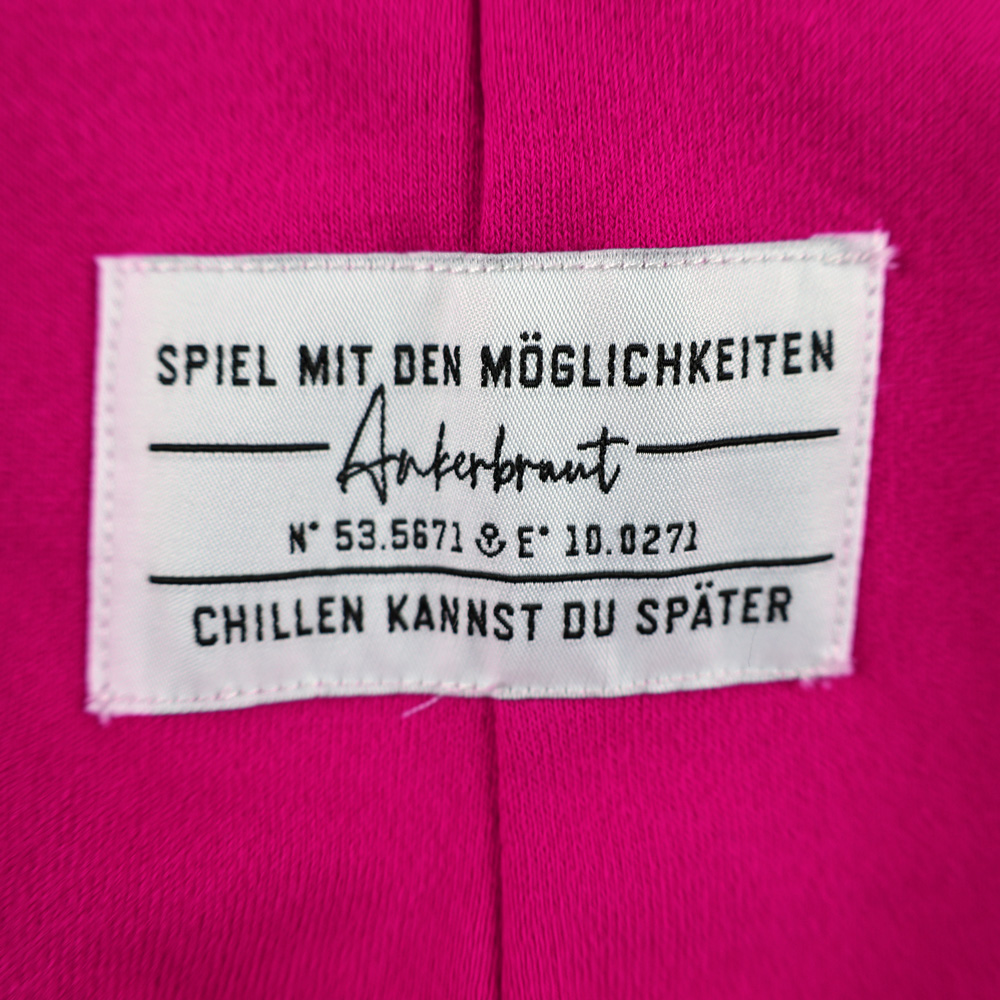 SPIEL MIT DEN MÖGLICHKEITEN
Ankerbraut
N° 53.5671 ⚓ E° 10.0271
CHILLEN KANNST DU SPÄTER